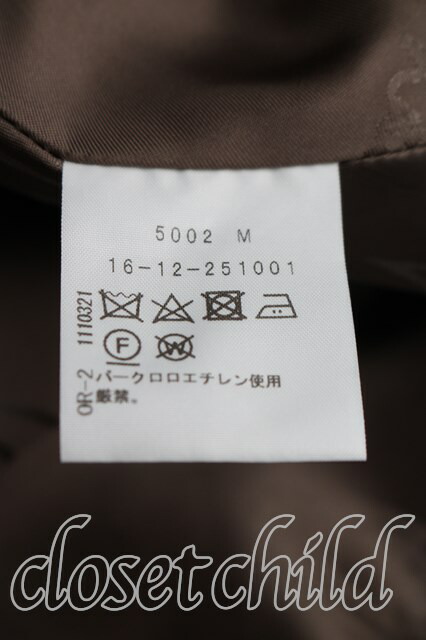 5002 M
16-12-251001
OR-2 1110321
F W
パークロロエチレン使用
厳禁。
closetchild